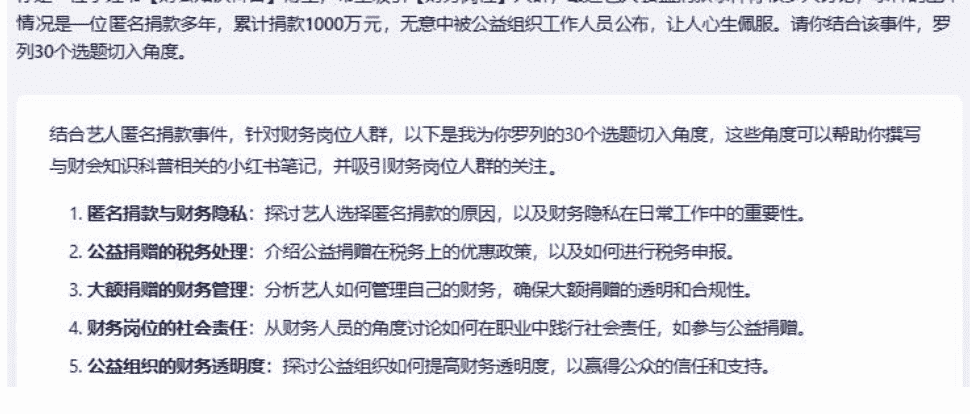 情况是一位匿名捐款多年，累计捐款1000万元，无意中被公益组织工作人员公布，让人心生佩服。请你结合该事件，罗
列30个选题切入角度。
结合艺人匿名捐款事件，针对财务岗位人群，以下是我为你罗列的30个选题切入角度，这些角度可以帮助你撰写
与财会知识科普相关的小红书笔记，并吸引财务岗位人群的关注。
1. 匿名捐款与财务隐私：探讨艺人选择匿名捐款的原因，以及财务隐私在日常工作中的重要性。
2. 公益捐赠的税务处理：介绍公益捐赠在税务上的优惠政策，以及如何进行税务申报。
3. 大额捐赠的财务管理：分析艺人如何管理自己的财务，确保大额捐赠的透明和合规性。
4. 财务岗位的社会责任：从财务人员的角度讨论如何在职业中践行社会责任，如参与公益捐赠。
5. 公益组织的财务透明度：探讨公益组织如何提高财务透明度，以赢得公众的信任和支持。